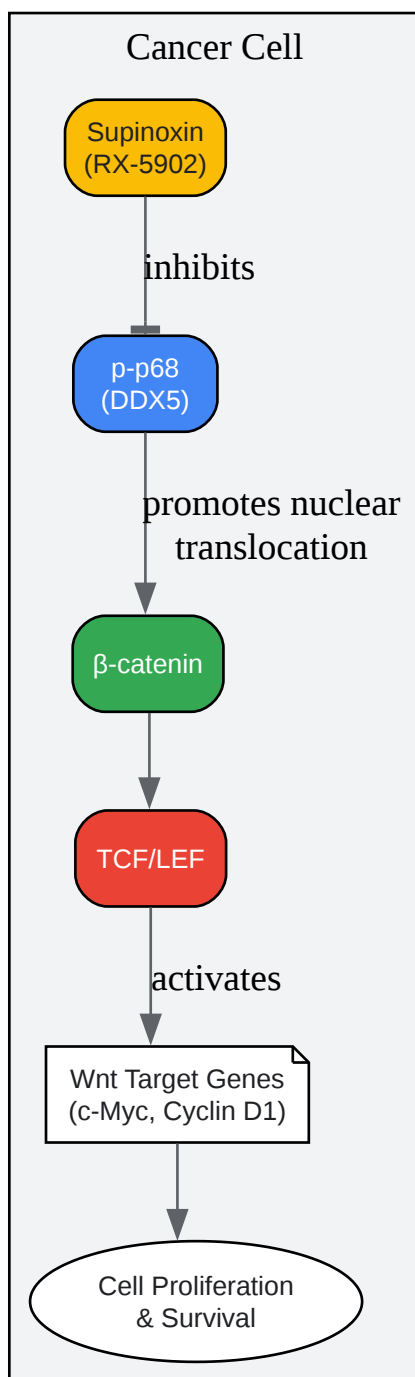 Cancer Cell
Supinoxin
(RX-5902)
inhibits
p-p68
(DDX5)
promotes nuclear
translocation
β-catenin
TCF/LEF
activates
Wnt Target Genes
(c-Myc, Cyclin D1)
Cell Proliferation
& Survival